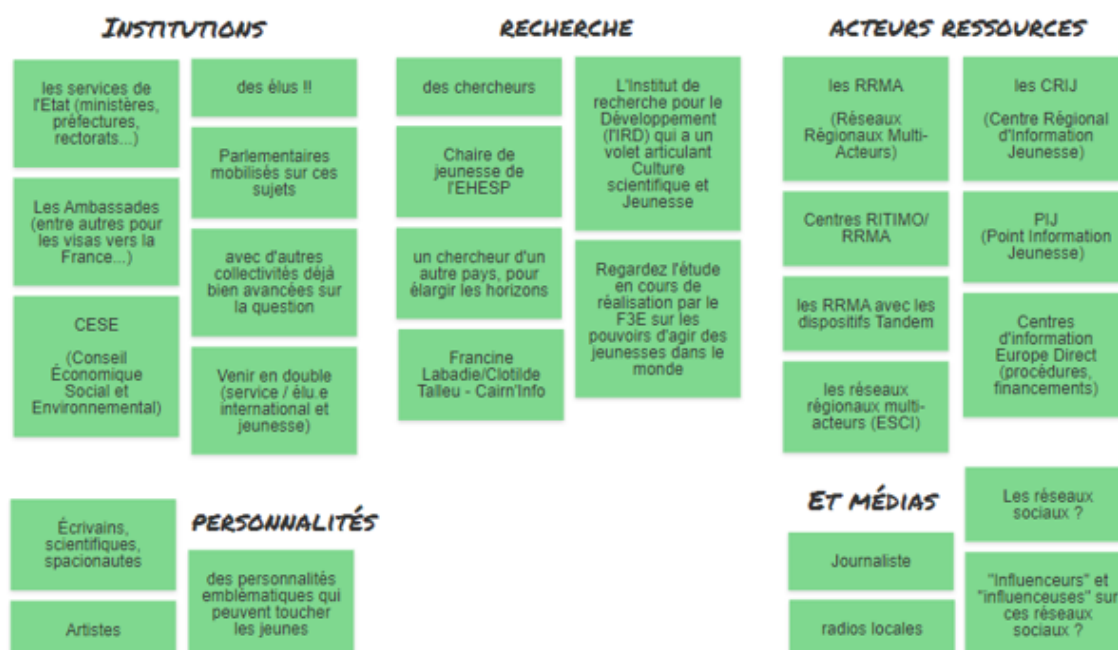 INSTITUTIONS
les services de
l'Etat (ministères,
préfectures,
rectorats...)
Les Ambassades
(entre autres pour
les visas vers la
France...)
CESE
(Conseil
Économique
Social et
Environnemental)
des élus !!
Parlementaires
mobilisés sur ces
sujets
avec d'autres
collectivités déjà
bien avancées sur
la question
Venir en double
(service / élu.e
international et
jeunesse)
RECHERCHE
des chercheurs
Chaire de
jeunesse de
l'EHESP
un chercheur d'un
autre pays, pour
élargir les horizons
Francine
Labadie/Clotilde
Talleu - Cairn'Info
L'Institut de
recherche pour le
Développement
(l'IRD) qui a un
volet articulant
Culture
scientifique et
Jeunesse
Regardez l'étude
en cours de
réalisation par le
F3E sur les
pouvoirs d'agir des
jeunesses dans le
monde
ACTEURS RESSOURCES
les RRMA
(Réseaux
Régionaux Multi-
Acteurs)
Centres RITIMO/
RRMA
les RRMA avec les
dispositifs Tandem
les réseaux
régionaux multi-
acteurs (ESCI)
les CRIJ
(Centre Régional
d'Information
Jeunesse)
PIJ
(Point Information
Jeunesse)
Centres
d'information
Europe Direct
(procédures,
financements)
PERSONNALITÉS
Écrivains,
scientifiques,
spacionautes
Artistes
des personnalités
emblématiques qui
peuvent toucher
les jeunes
ET MÉDIAS
Journaliste
radios locales
Les réseaux
sociaux ?
"Influenceurs" et
"influenceuses" sur
ces réseaux
sociaux ?